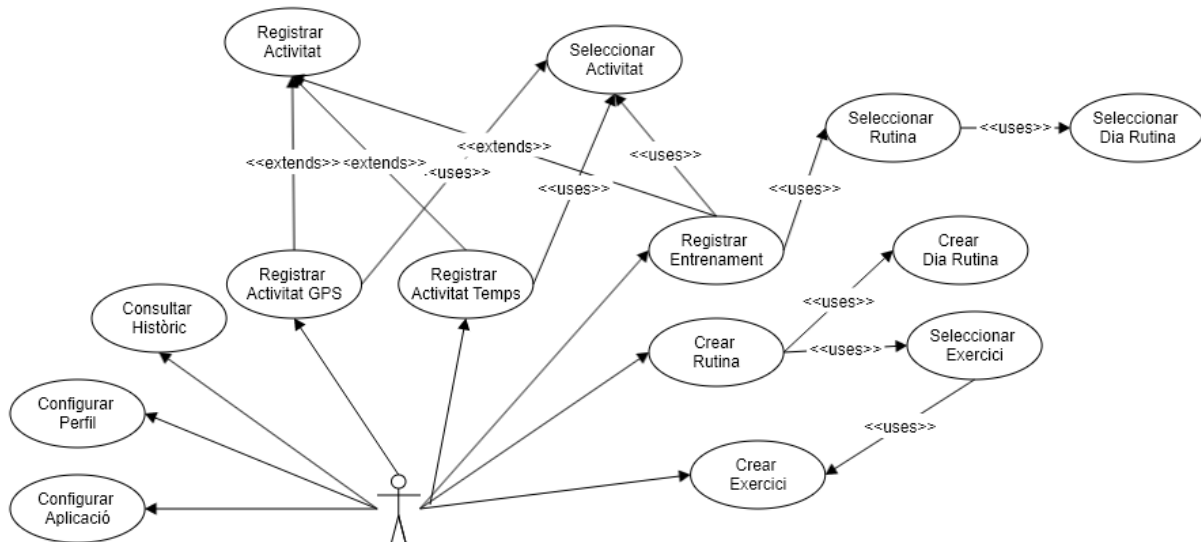 Registrar
Activitat
Seleccionar
Activitat
Seleccionar
Rutina
<<uses>>
Seleccionar
Dia Rutina
<<extends>>
<<extends>>
<<extends>>
.<uses>>
<<uses>>
<<uses>>
<<uses>>
Registrar
Activitat GPS
Registrar
Activitat Temps
Registrar
Entrenament
Crear
Dia Rutina
Consultar
Històric
<<uses>>
Crear
Rutina
<<uses>>
Seleccionar
Exercici
Configurar
Perfil
<<uses>>
Crear
Exercici
Configurar
Aplicació